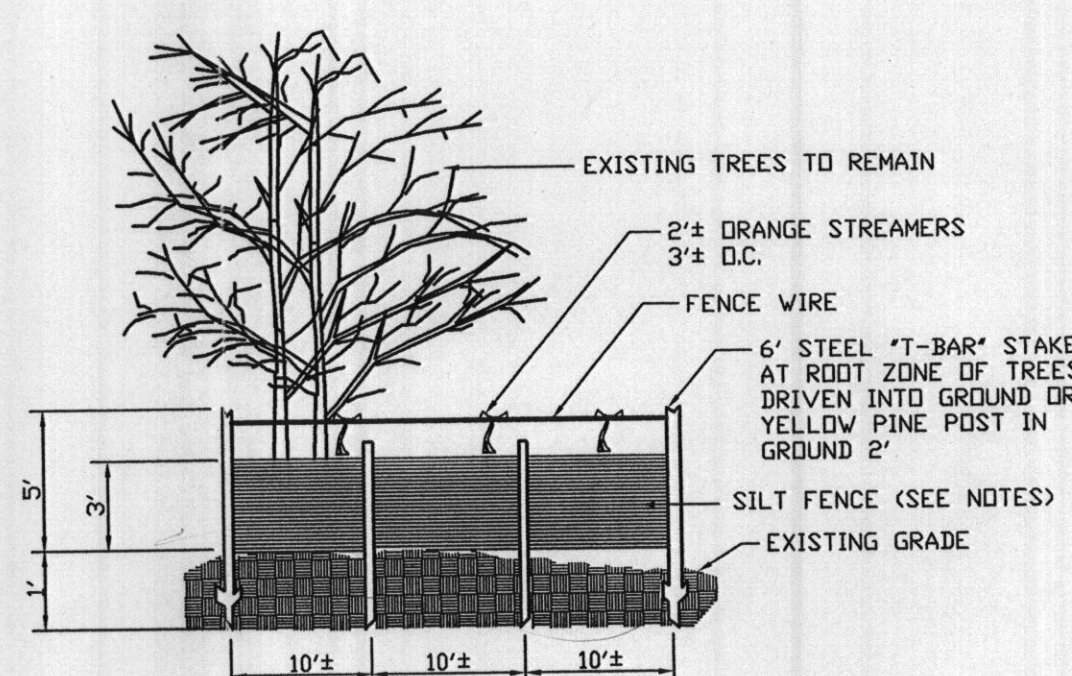 EXISTING TREES TO REMAIN
2'± ORANGE STREAMERS
3'± O.C.
FENCE WIRE
6' STEEL "T-BAR" STAKE
AT ROOT ZONE OF TREES
DRIVEN INTO GROUND OR
YELLOW PINE POST IN
GROUND 2'
SILT FENCE (SEE NOTES)
EXISTING GRADE
5'
3'
1'
10'±
10'±
10'±